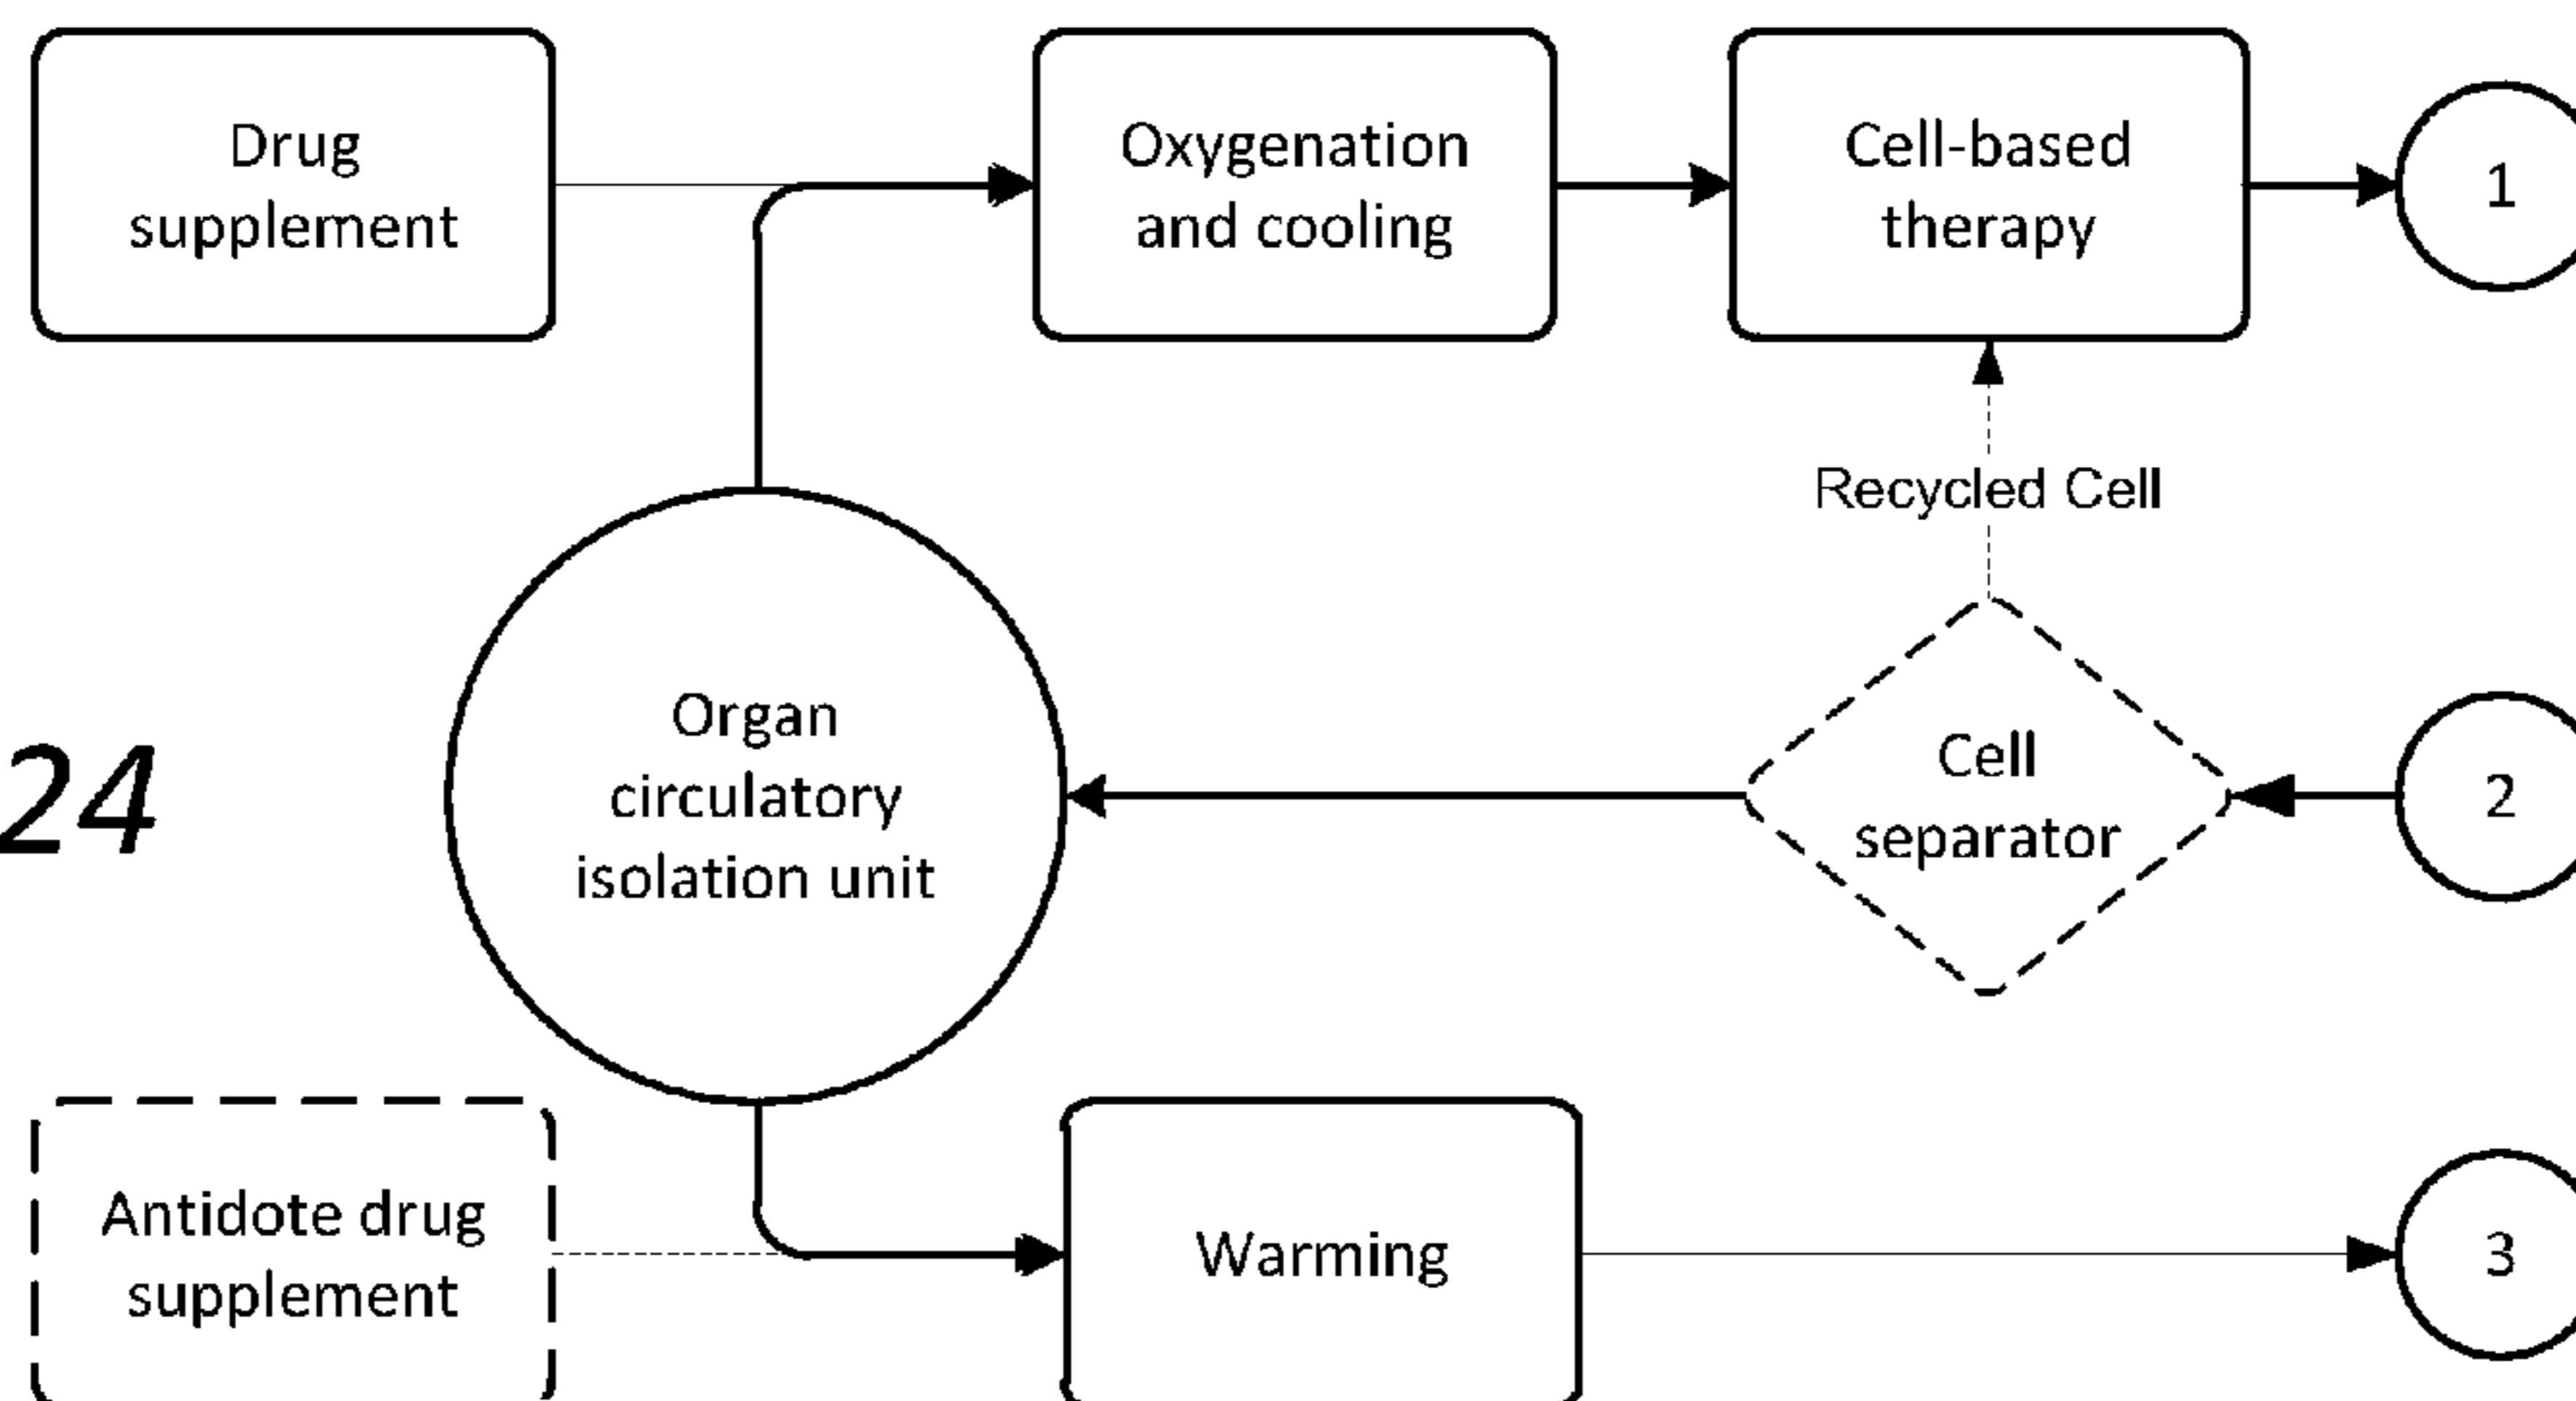 Drug
supplement
Oxygenation
and cooling
Cell-based
therapy
1
Recycled Cell
Organ
circulatory
isolation unit
Cell
separator
2
24
Antidote drug
supplement
Warming
3